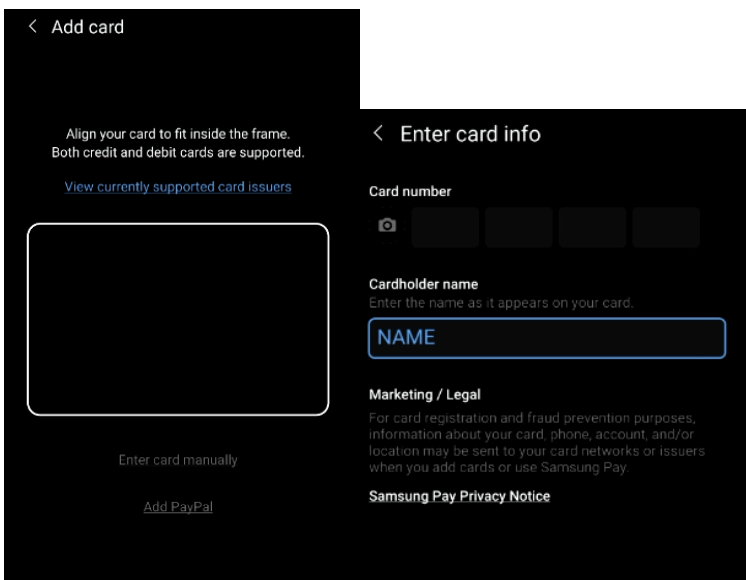 Add card
Align your card to fit inside the frame.
Both credit and debit cards are supported.
View currently supported card issuers
Enter card manually
Add PayPal
Enter card info
Card number
Cardholder name
Enter the name as it appears on your card.
NAME
Marketing / Legal
For card registration and fraud prevention purposes,
information about your card, phone, account, and/or
location may be sent to your card networks or issuers
when you add cards or use Samsung Pay.
Samsung Pay Privacy Notice